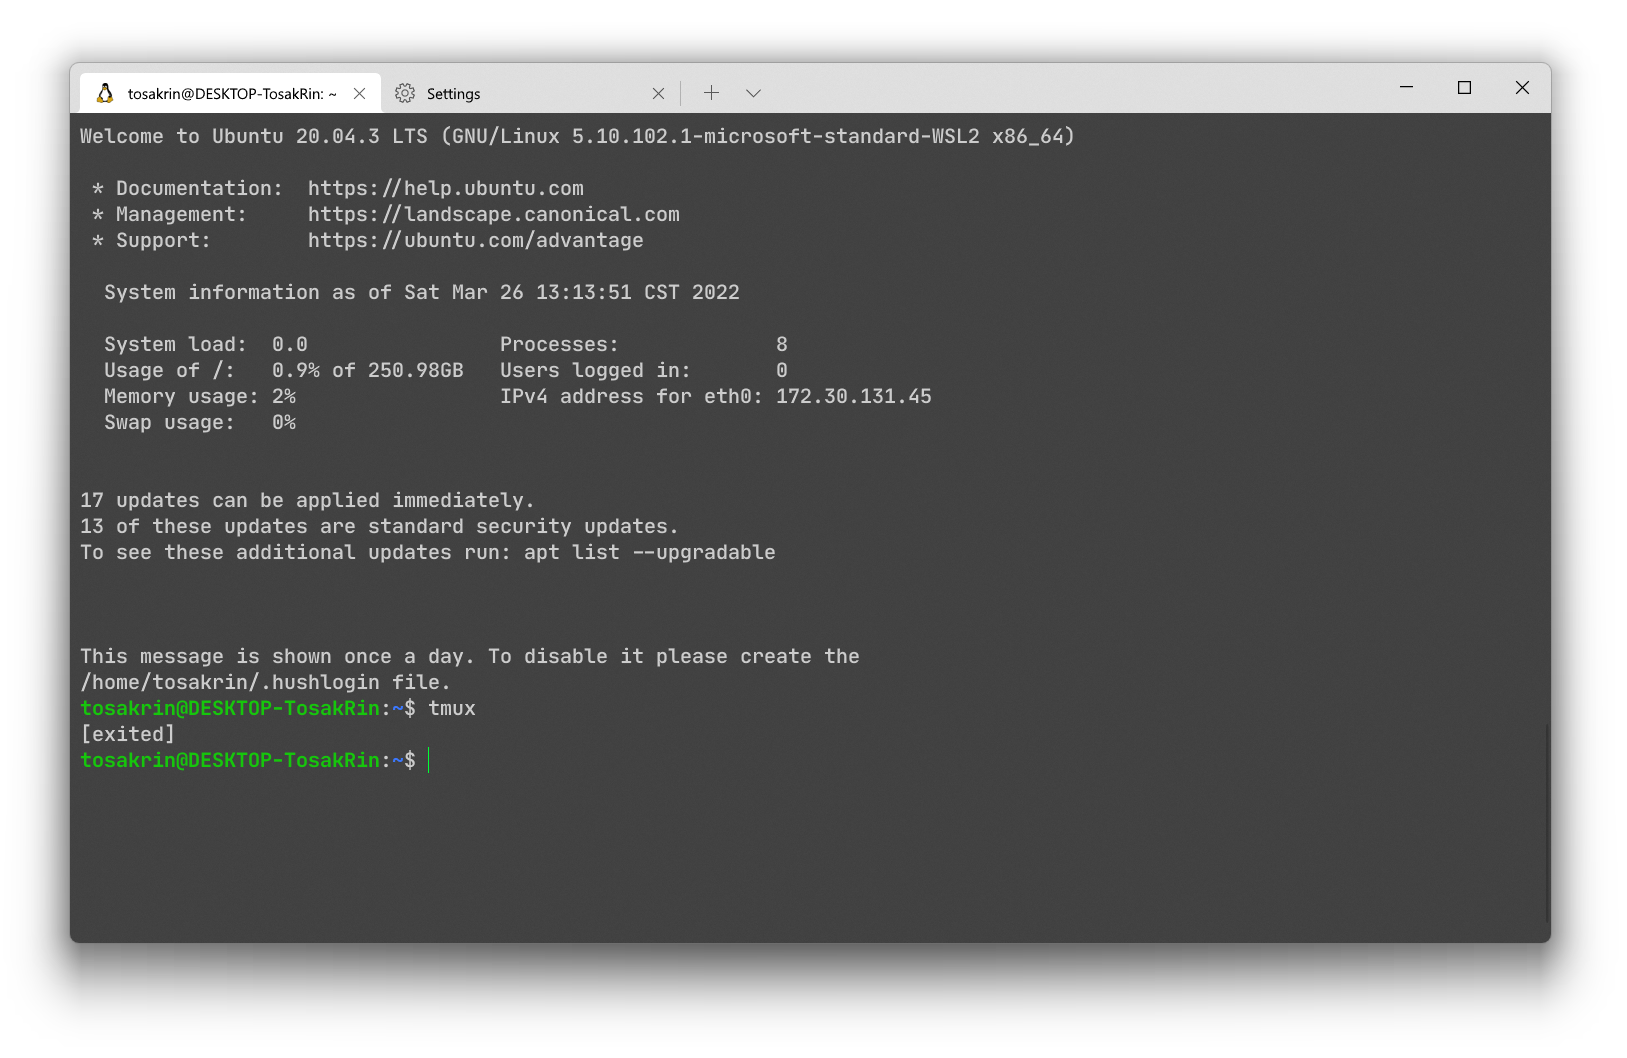 tosakrin@DESKTOP-TosakRin: ~ Settings
Welcome to Ubuntu 20.04.3 LTS (GNU/Linux 5.10.102.1-microsoft-standard-WSL2 x86_64)
* Documentation: https://help.ubuntu.com
* Management: https://landscape.canonical.com
* Support: https://ubuntu.com/advantage
System information as of Sat Mar 26 13:13:51 CST 2022
System load: 0.0 Processes: 8
Usage of /: 0.9% of 250.98GB Users logged in: 0
Memory usage: 2% IPv4 address for eth0: 172.30.131.45
Swap usage: 0%
17 updates can be applied immediately.
13 of these updates are standard security updates.
To see these additional updates run: apt list --upgradable
This message is shown once a day. To disable it please create the
/home/tosakrin/.hushlogin file.
tosakrin@DESKTOP-TosakRin:~$ tmux
[exited]
tosakrin@DESKTOP-TosakRin:~$